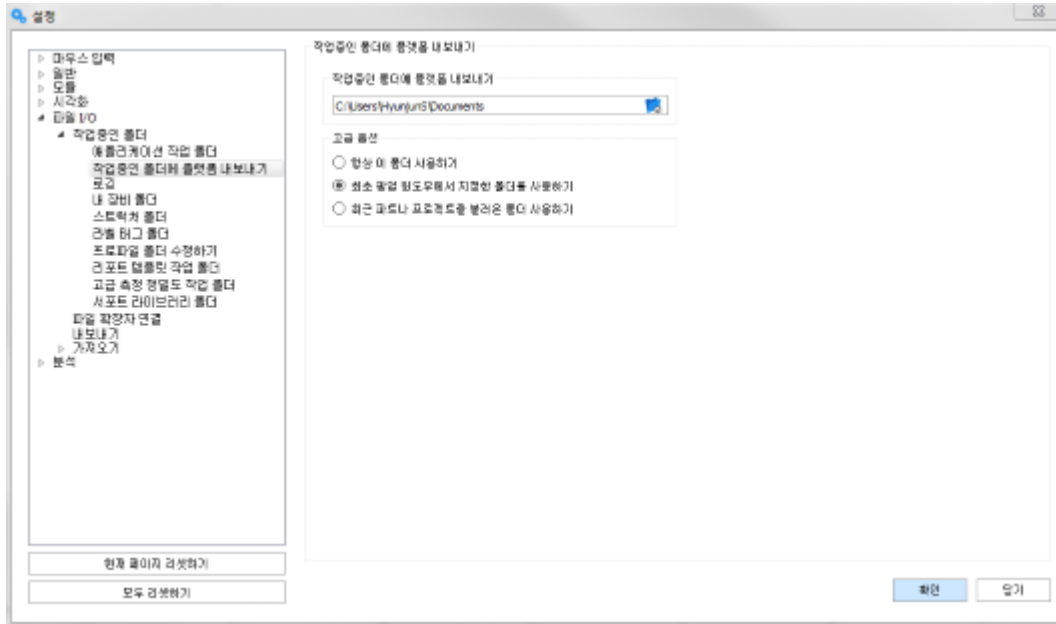 설정
마우스 입력
일반
모듈
시각화
파일 I/O
작업중인 폴더
애플리케이션 작업 폴더
작업중인 폴더에 플랫폼 내보내기
로깅
내 장비 폴더
스트럭처 폴더
라벨 태그 폴더
프로파일 폴더 수정하기
리포트 템플릿 작업 폴더
고급 측정 정밀도 작업 폴더
서포트 라이브러리 폴더
파일 확장자 연결
내보내기
가져오기
분석
현재 페이지 리셋하기
모두 리셋하기
작업중인 폴더에 플랫폼 내보내기
작업중인 폴더에 플랫폼 내보내기
C:\Users\HyunjunS\Documents
고급 옵션
항상 이 폴더 사용하기
최초 팝업 윈도우에서 지정한 폴더를 사용하기
최근 파트나 프로젝트를 불러온 폴더 사용하기
확인
닫기